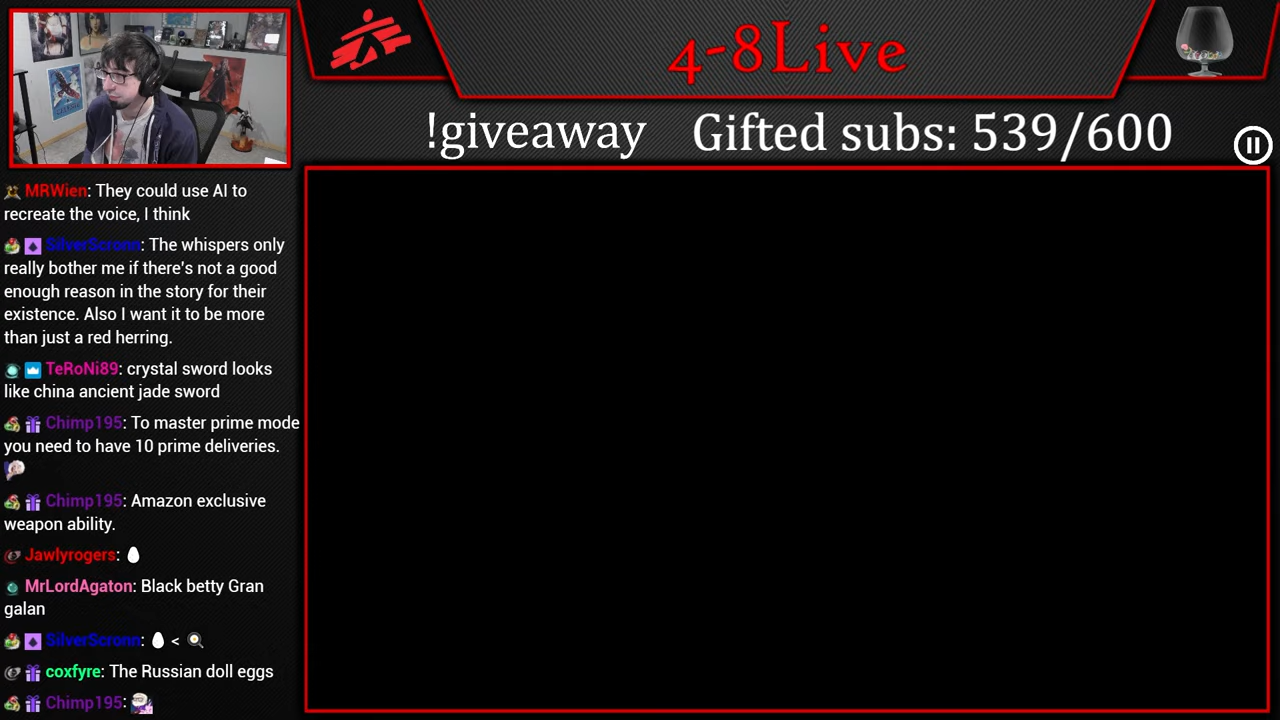 4-8Live
!giveaway Gifted subs: 539/600
MRWien: They could use AI to
recreate the voice, I think
SilverScronn: The whispers only
really bother me if there's not a good
enough reason in the story for their
existence. Also I want it to be more
than just a red herring.
TeRoNi89: crystal sword looks
like china ancient jade sword
Chimp195: To master prime mode
you need to have 10 prime deliveries.
Chimp195: Amazon exclusive
weapon ability.
Jawlyrogers:
MrLordAgaton: Black betty Gran
galan
SilverScronn: <
coxfyre: The Russian doll eggs
Chimp195: